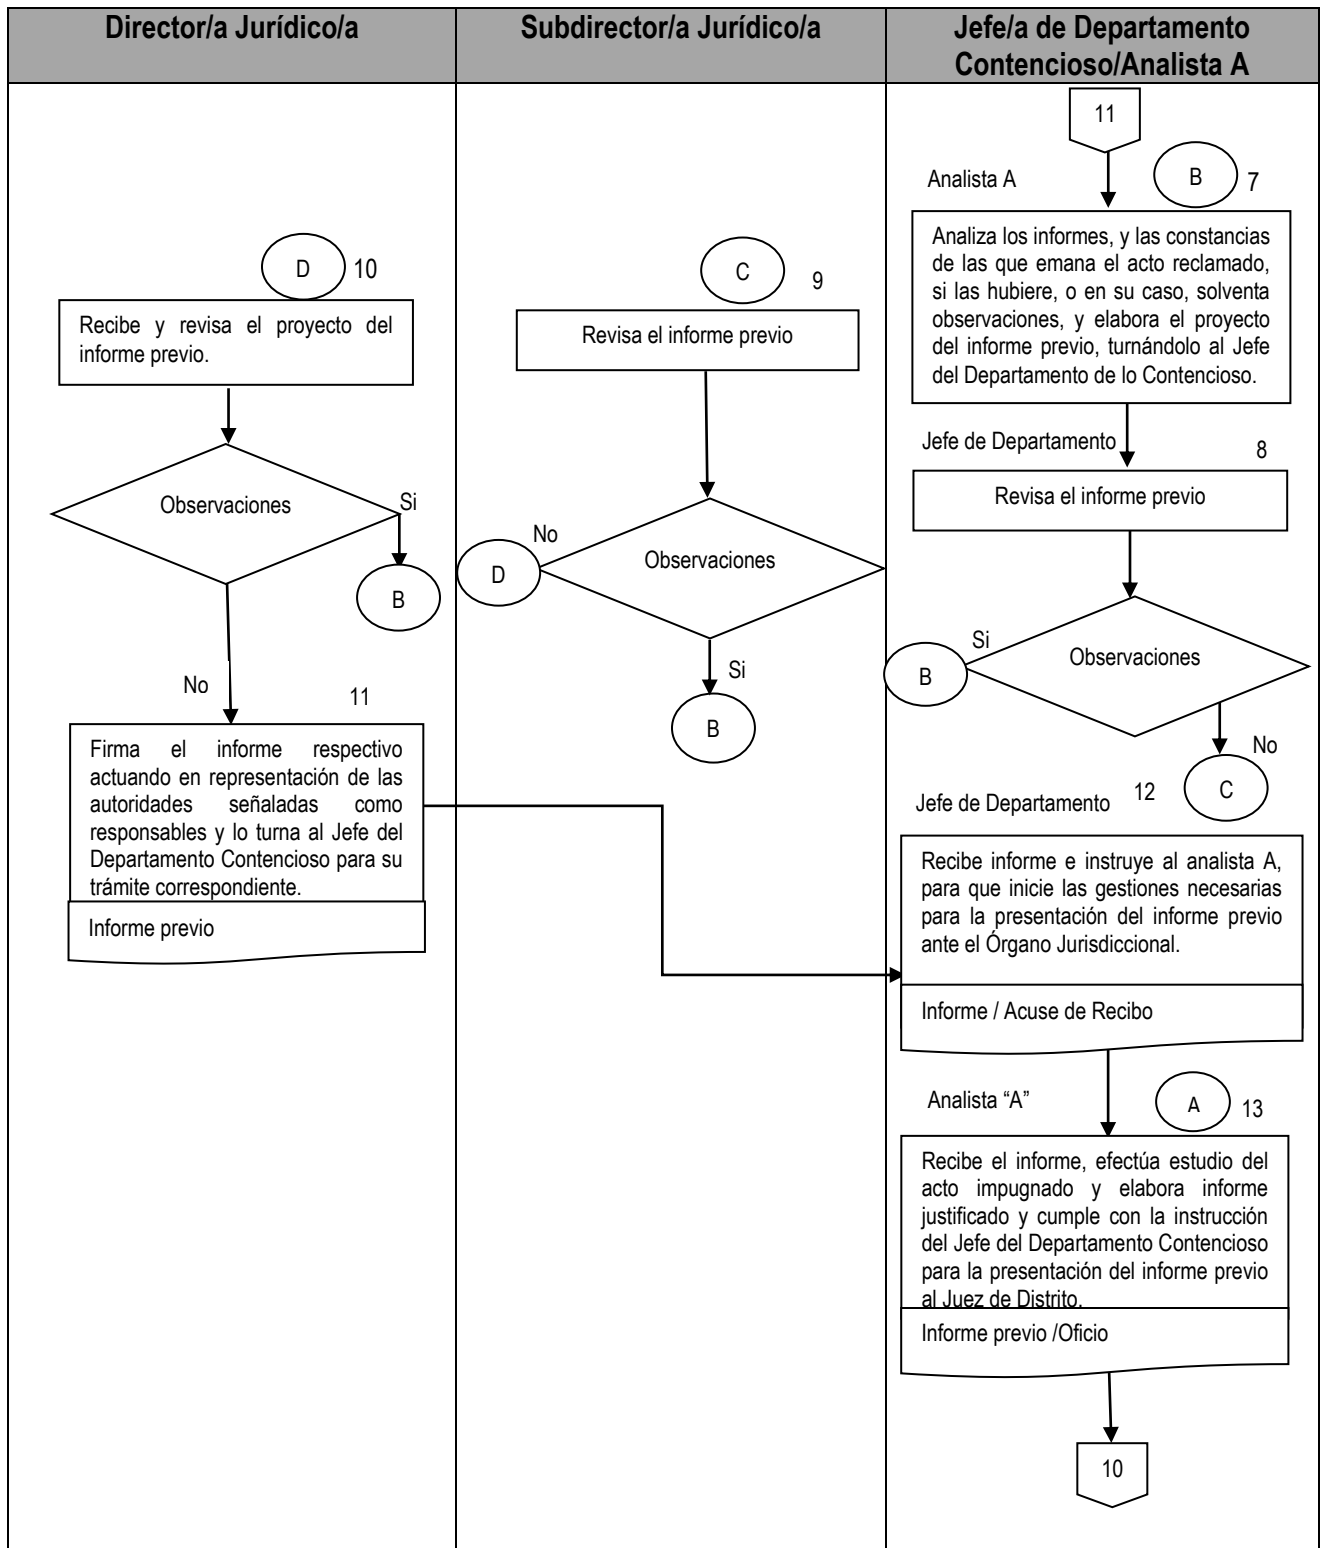 Director/a Jurídico/a
Subdirector/a Jurídico/a
Jefe/a de Departamento
Contencioso/Analista A
D
10
Recibe y revisa el proyecto del
informe previo.
Observaciones
Si
B
No
11
Firma el informe respectivo
actuando en representación de las
autoridades señaladas como
responsables y lo turna al Jefe del
Departamento Contencioso para su
trámite correspondiente.
Informe previo
C
9
Revisa el informe previo
No
D
Observaciones
Si
B
11
Analista A
B
7
Analiza los informes, y las constancias
de las que emana el acto reclamado,
si las hubiere, o en su caso, solventa
observaciones, y elabora el proyecto
del informe previo, turnándolo al Jefe
del Departamento de lo Contencioso.
Jefe de Departamento
8
Revisa el informe previo
Si
B
Observaciones
No
C
Jefe de Departamento
12
Recibe informe e instruye al analista A,
para que inicie las gestiones necesarias
para la presentación del informe previo
ante el Órgano Jurisdiccional.
Informe / Acuse de Recibo
Analista “A”
A
13
Recibe el informe, efectúa estudio del
acto impugnado y elabora informe
justificado y cumple con la instrucción
del Jefe del Departamento Contencioso
para la presentación del informe previo
al Juez de Distrito.
Informe previo /Oficio
10